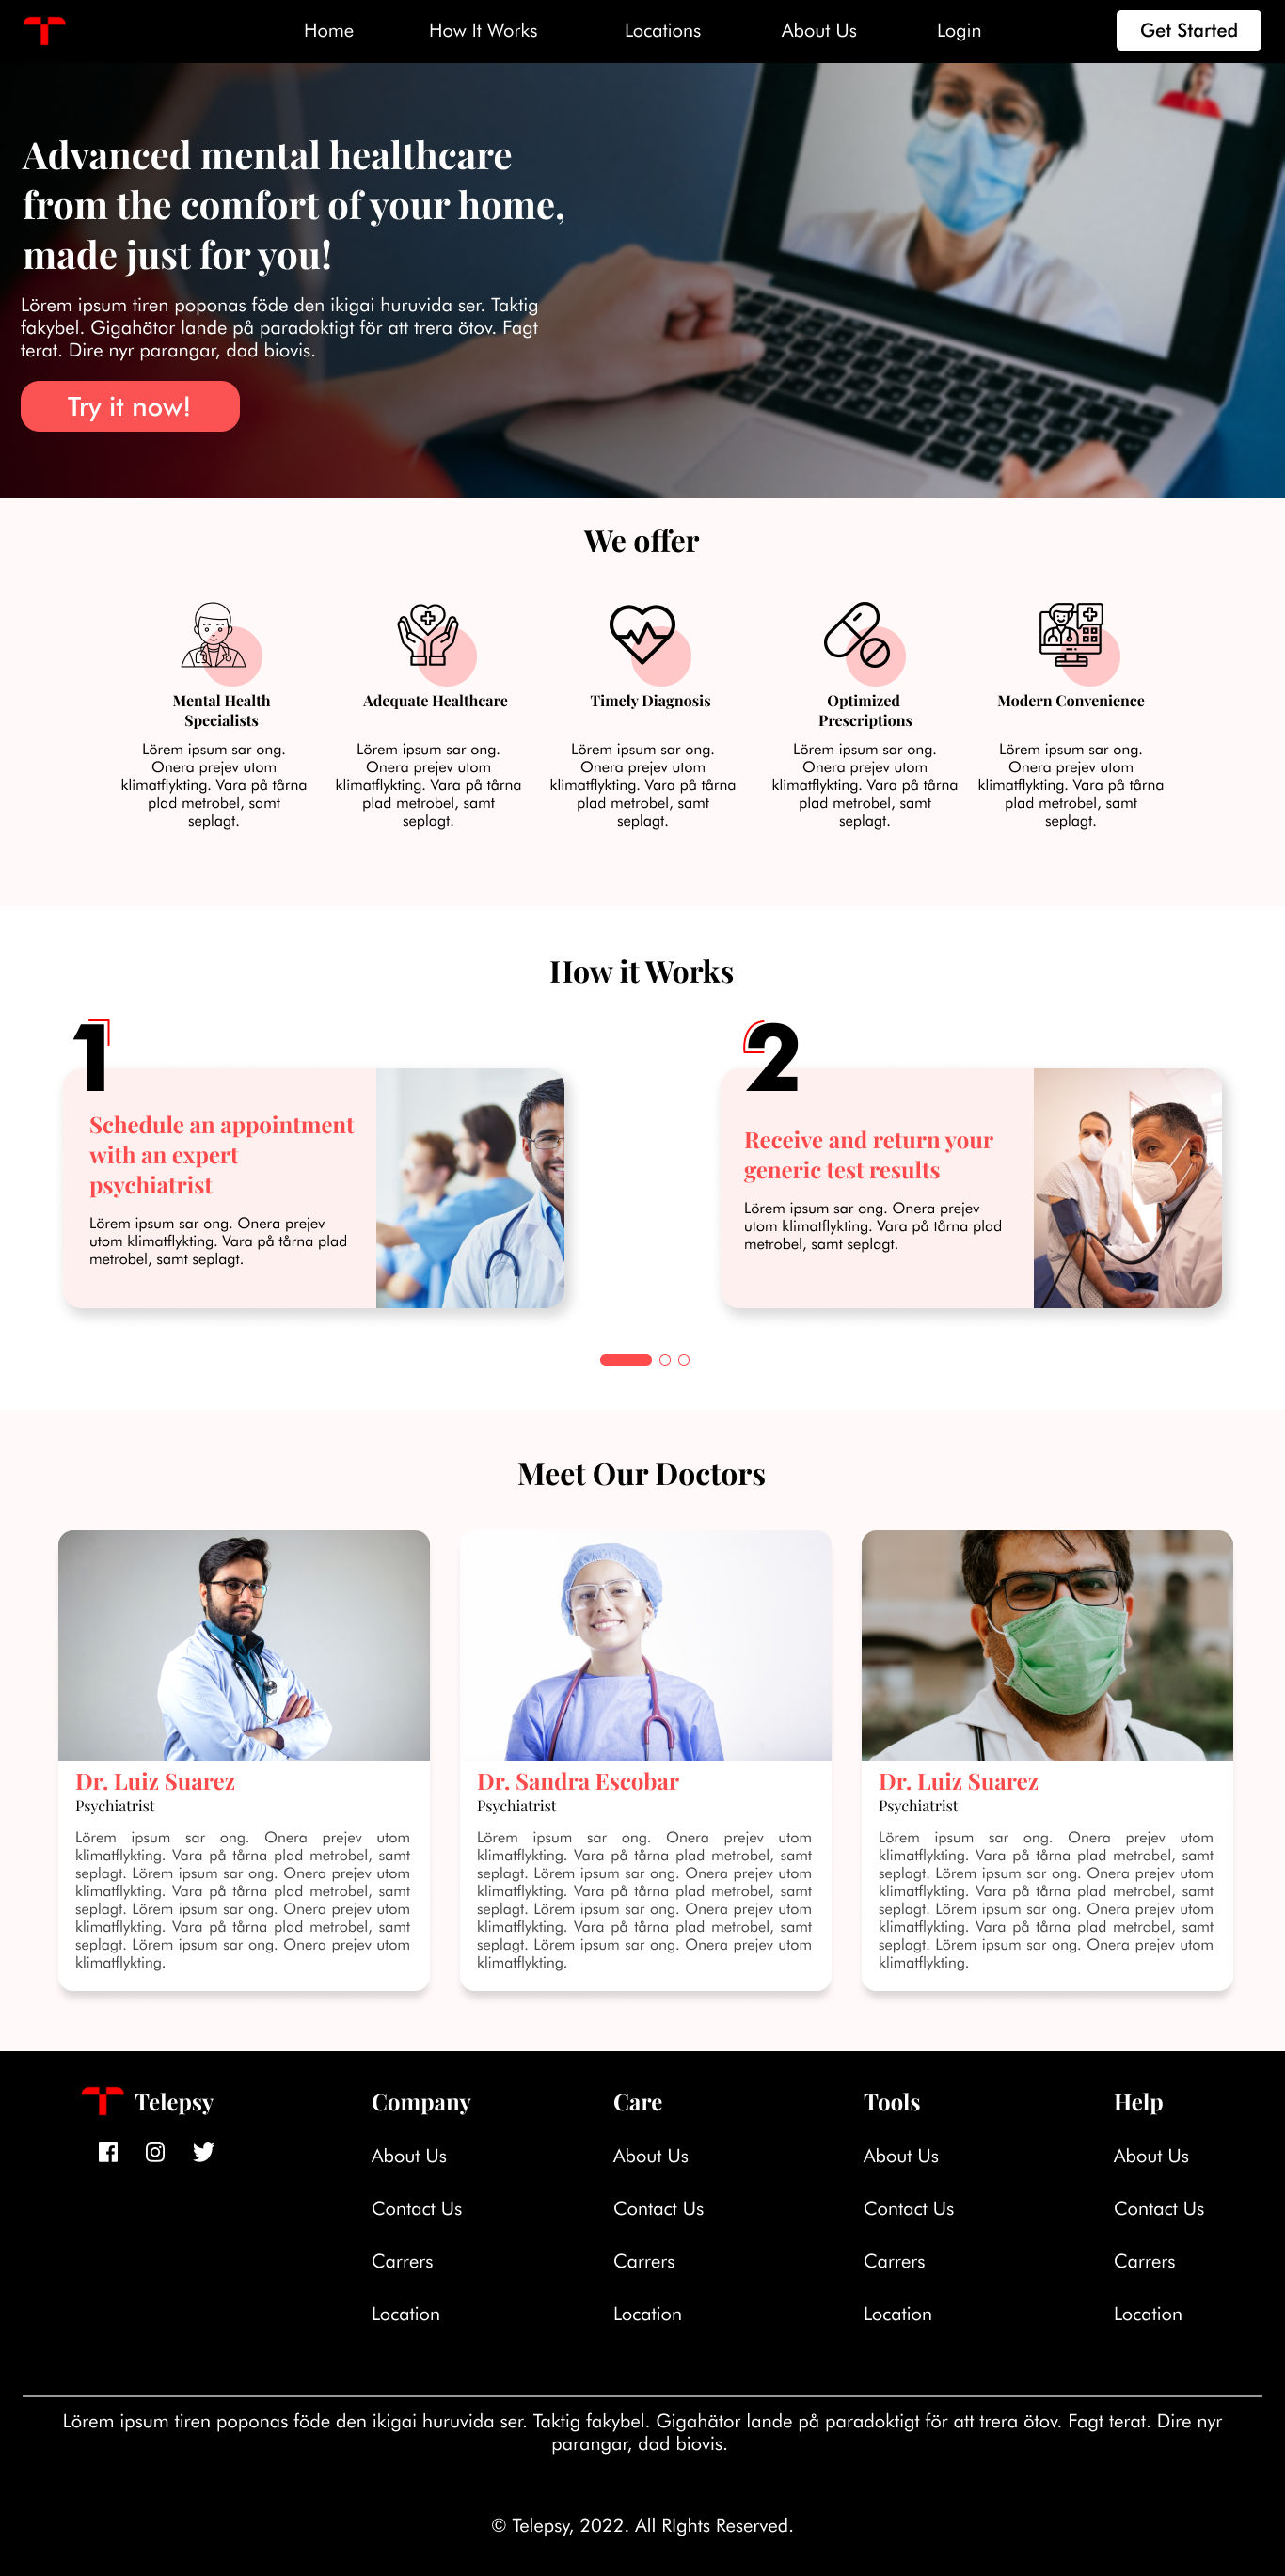 Home How It Works Locations About Us Login Get Started
Advanced mental healthcare
from the comfort of your home,
made just for you!
Lörem ipsum tiren poponas föde den ikigai huruvida ser. Taktig
fakybel. Gigahätor lande på paradoktigt för att trera ötov. Fagt
terat. Dire nyr parangar, dad biovis.
Try it now!
We offer
Mental Health
Specialists
Lörem ipsum sar ong.
Onera prejev utom
klimatflykting. Vara på tårna
plad metrobel, samt
seplagt.
Adequate Healthcare
Lörem ipsum sar ong.
Onera prejev utom
klimatflykting. Vara på tårna
plad metrobel, samt
seplagt.
Timely Diagnosis
Lörem ipsum sar ong.
Onera prejev utom
klimatflykting. Vara på tårna
plad metrobel, samt
seplagt.
Optimized
Prescriptions
Lörem ipsum sar ong.
Onera prejev utom
klimatflykting. Vara på tårna
plad metrobel, samt
seplagt.
Modern Convenience
Lörem ipsum sar ong.
Onera prejev utom
klimatflykting. Vara på tårna
plad metrobel, samt
seplagt.
How it Works
1
Schedule an appointment
with an expert
psychiatrist
Lörem ipsum sar ong. Onera prejev
utom klimatflykting. Vara på tårna plad
metrobel, samt seplagt.
2
Receive and return your
generic test results
Lörem ipsum sar ong. Onera prejev
utom klimatflykting. Vara på tårna plad
metrobel, samt seplagt.
Meet Our Doctors
Dr. Luiz Suarez
Psychiatrist
Lörem ipsum sar ong. Onera prejev utom
klimatflykting. Vara på tårna plad metrobel, samt
seplagt. Lörem ipsum sar ong. Onera prejev utom
klimatflykting. Vara på tårna plad metrobel, samt
seplagt. Lörem ipsum sar ong. Onera prejev utom
klimatflykting. Vara på tårna plad metrobel, samt
seplagt. Lörem ipsum sar ong. Onera prejev utom
klimatflykting.
Dr. Sandra Escobar
Psychiatrist
Lörem ipsum sar ong. Onera prejev utom
klimatflykting. Vara på tårna plad metrobel, samt
seplagt. Lörem ipsum sar ong. Onera prejev utom
klimatflykting. Vara på tårna plad metrobel, samt
seplagt. Lörem ipsum sar ong. Onera prejev utom
klimatflykting. Vara på tårna plad metrobel, samt
seplagt. Lörem ipsum sar ong. Onera prejev utom
klimatflykting.
Dr. Luiz Suarez
Psychiatrist
Lörem ipsum sar ong. Onera prejev utom
klimatflykting. Vara på tårna plad metrobel, samt
seplagt. Lörem ipsum sar ong. Onera prejev utom
klimatflykting. Vara på tårna plad metrobel, samt
seplagt. Lörem ipsum sar ong. Onera prejev utom
klimatflykting. Vara på tårna plad metrobel, samt
seplagt. Lörem ipsum sar ong. Onera prejev utom
klimatflykting.
Telepsy
Company
About Us
Contact Us
Carrers
Location
Care
About Us
Contact Us
Carrers
Location
Tools
About Us
Contact Us
Carrers
Location
Help
About Us
Contact Us
Carrers
Location
Lörem ipsum tiren poponas föde den ikigai huruvida ser. Taktig fakybel. Gigahätor lande på paradoktigt för att trera ötov. Fagt terat. Dire nyr
parangar, dad biovis.
© Telepsy, 2022. All RIghts Reserved.